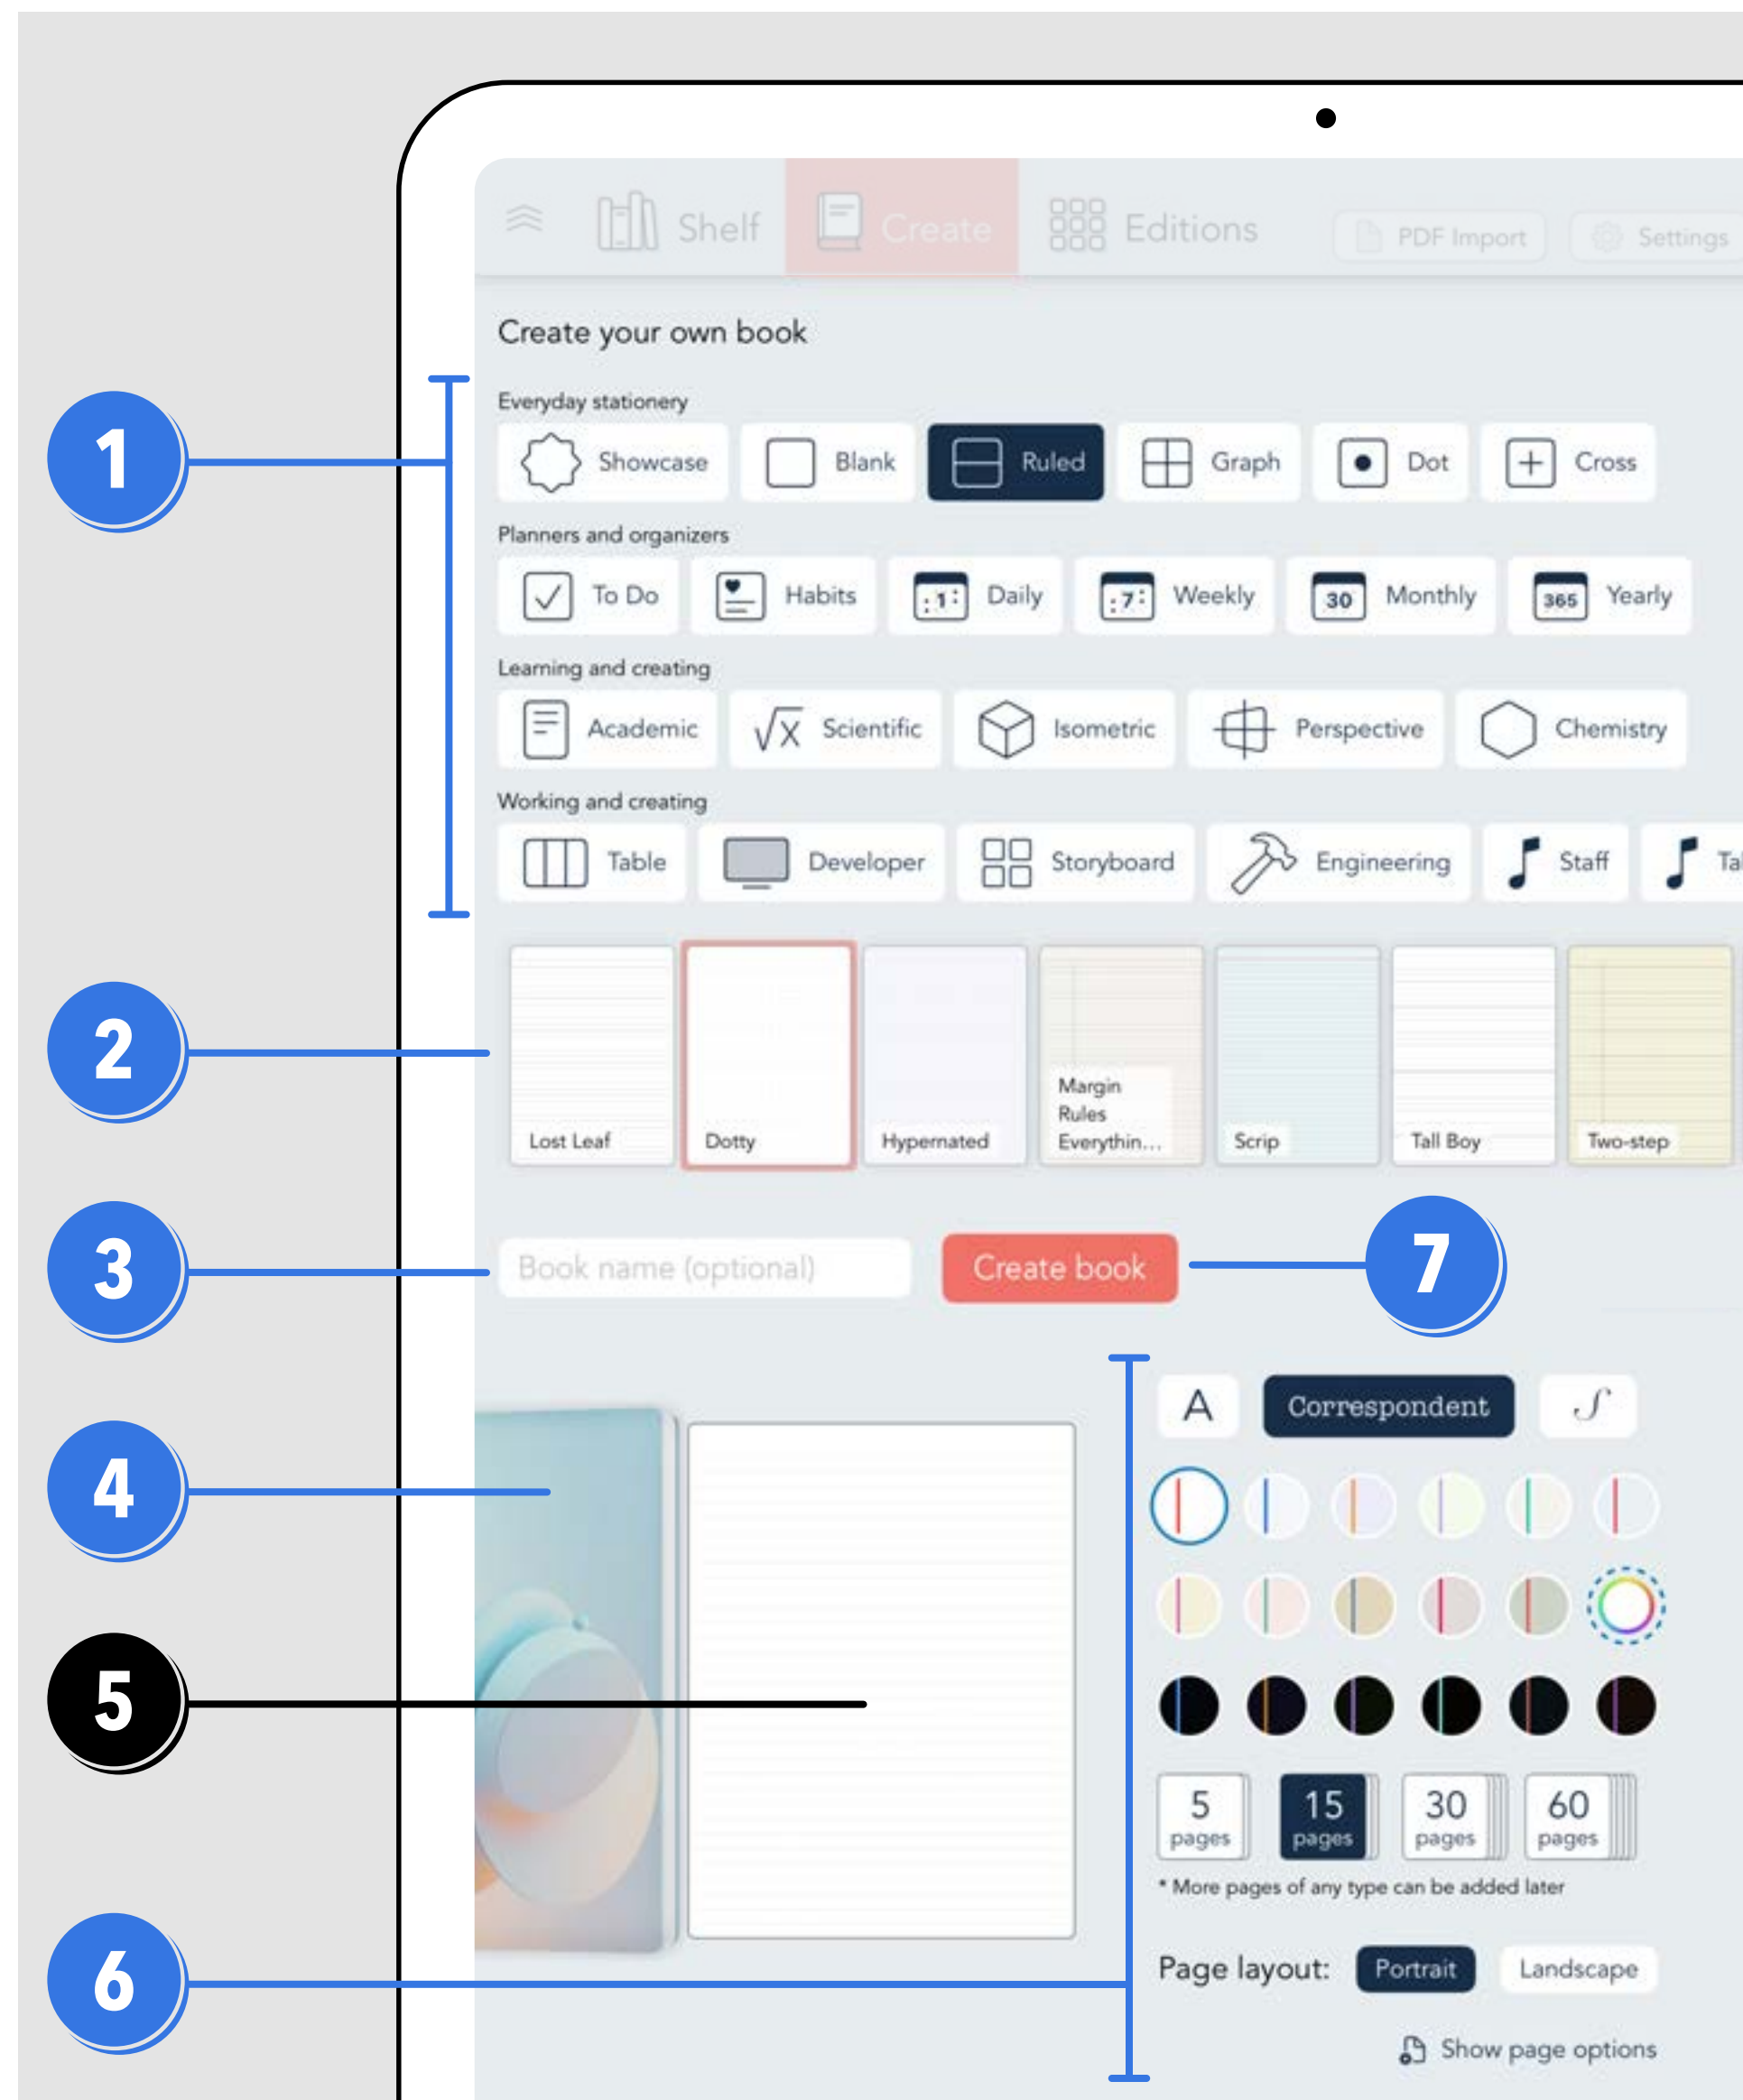 Shelf Create Editions PDF Import Settings
Create your own book
Everyday stationery
1
Showcase Blank Ruled Graph Dot Cross
Planners and organizers
To Do Habits :1: Daily :7: Weekly 30 Monthly 365 Yearly
Learning and creating
Academic √x Scientific Isometric Perspective Chemistry
Working and creating
Table Developer Storyboard Engineering Staff
2
Lost Leaf Dotty Hypernated Margin Rules Everythin... Scrip Tall Boy Two-step
3 Book name (optional) Create book 7
A Correspondent
4
5
5 pages 15 pages 30 pages 60 pages
* More pages of any type can be added later
6 Page layout: Portrait Landscape
Show page options